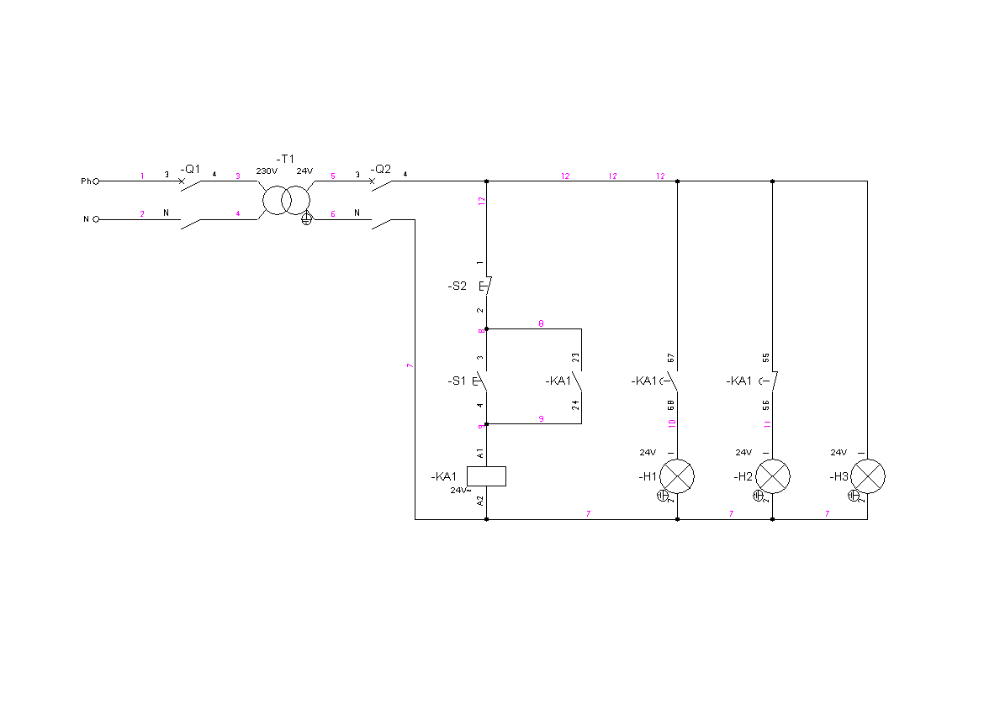 -T1
-Q1 230V 24V -Q2
Ph 1 3 4 3 5 3 4 12 12 12
12
N 2 N 4 6 N
1
-S2
2
8 8
3 23 67 55
7
-S1 -KA1 -KA1 -KA1
4 24 68 56
9 9 10 11
A1 24V 1 24V 1 24V 1
-KA1 -H1 -H2 -H3
24V~
A2 2 2 2
7 7 7